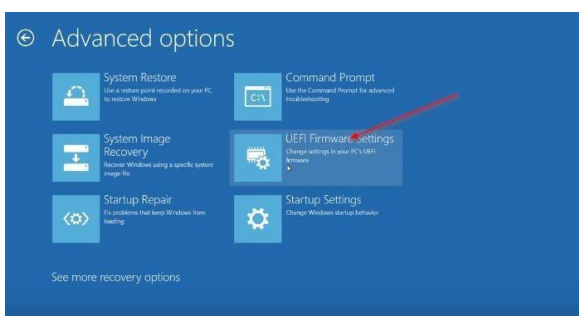 Advanced options
System Restore
Use a restore point recorded on your PC
to restore Windows
Command Prompt
Use the Command Prompt for advanced
troubleshooting
C:\
System Image
Recovery
Recover Windows using a specific system
image file
UEFI Firmware Settings
Change settings in your PC's UEFI
firmware
Startup Repair
Fix problems that keep Windows from
loading
Startup Settings
Change Windows startup behavior
See more recovery options